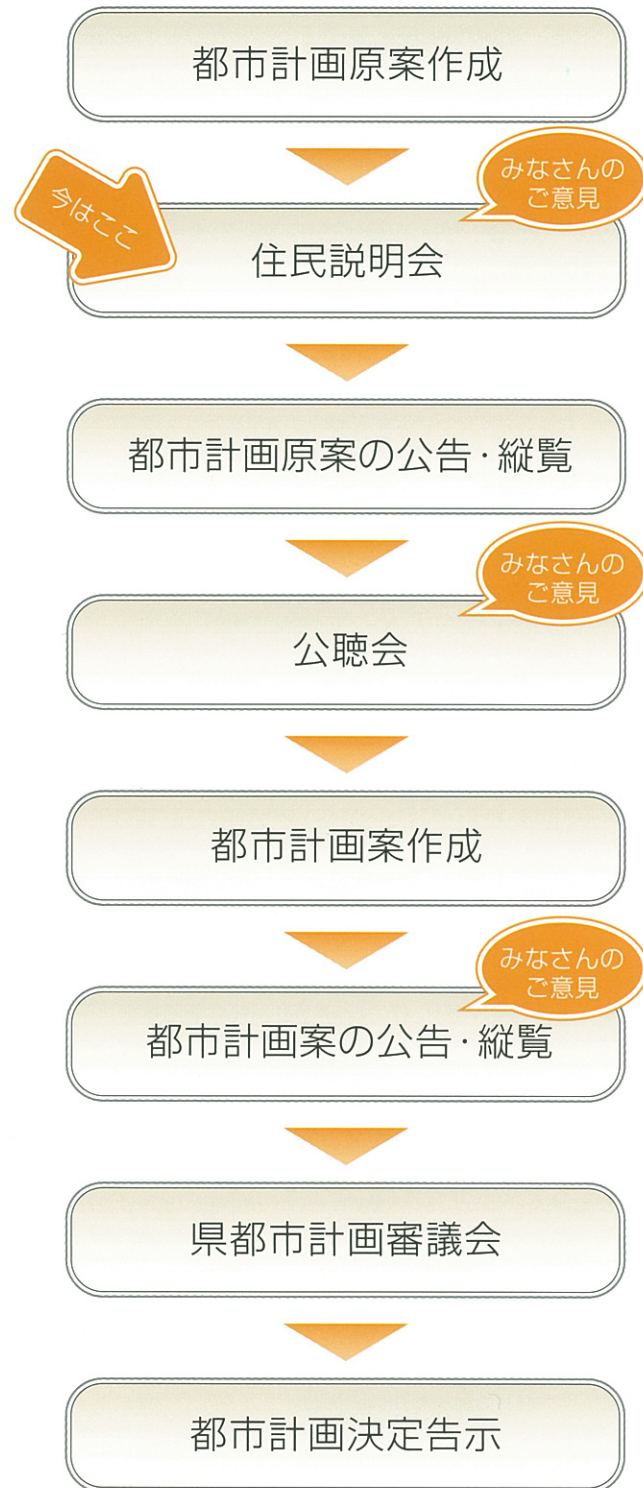 都市計画原案作成
みなさんの
ご意見
今はここ
住民説明会
都市計画原案の公告・縦覧
みなさんの
ご意見
公聴会
都市計画案作成
みなさんの
ご意見
都市計画案の公告・縦覧
県都市計画審議会
都市計画決定告示